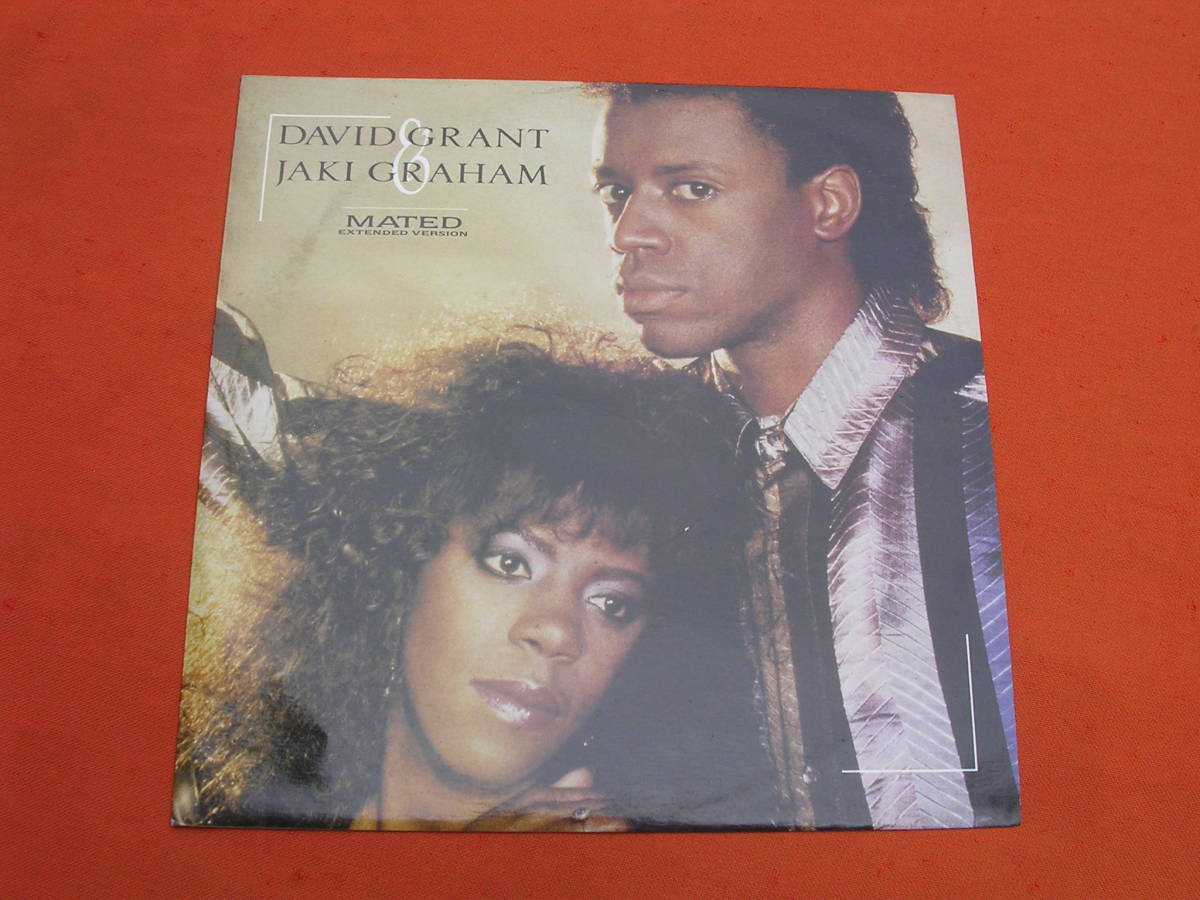 DAVID GRANT
&
JAKI GRAHAM
MATED
EXTENDED VERSION